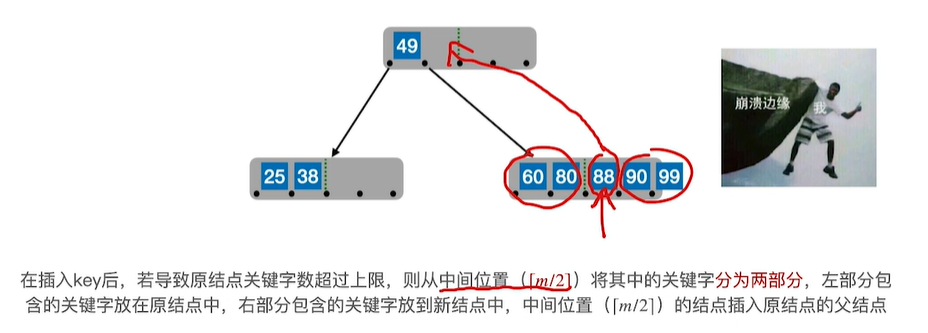 49
25 38
60 80 88 90 99
崩溃边缘 我
在插入key后，若导致原结点关键字数超过上限，则从中间位置（⌈m/2⌉）将其中的关键字分为两部分，左部分包
含的关键字放在原结点中，右部分包含的关键字放到新结点中，中间位置（⌈m/2⌉）的结点插入原结点的父结点